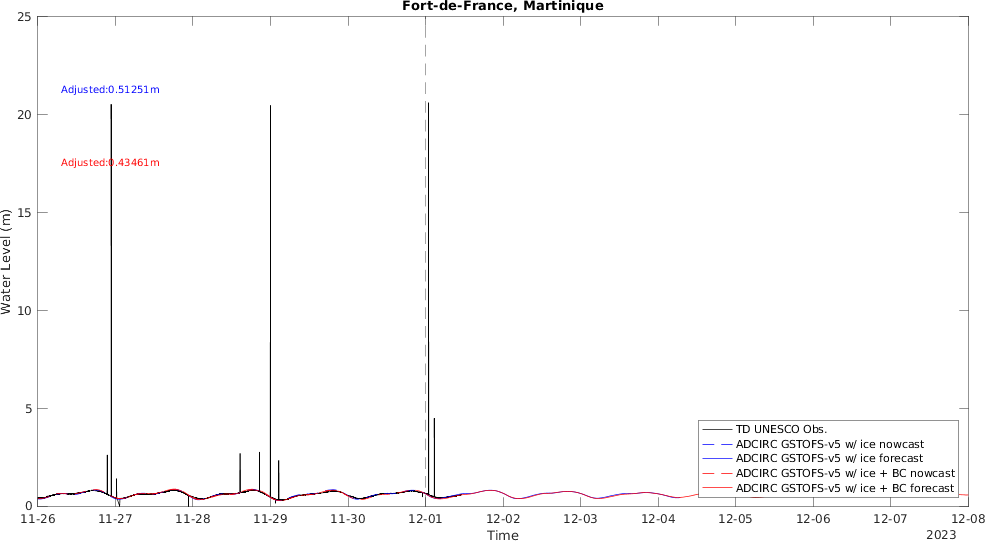 Fort-de-France, Martinique
25
20
15
10
5
0
Water Level (m)
Adjusted:0.51251m
Adjusted:0.43461m
TD UNESCO Obs.
ADCIRC GSTOFS-v5 w/ ice nowcast
ADCIRC GSTOFS-v5 w/ ice forecast
ADCIRC GSTOFS-v5 w/ ice + BC nowcast
ADCIRC GSTOFS-v5 w/ ice + BC forecast
11-26 11-27 11-28 11-29 11-30 12-01 12-02 12-03 12-04 12-05 12-06 12-07 12-08
Time
2023